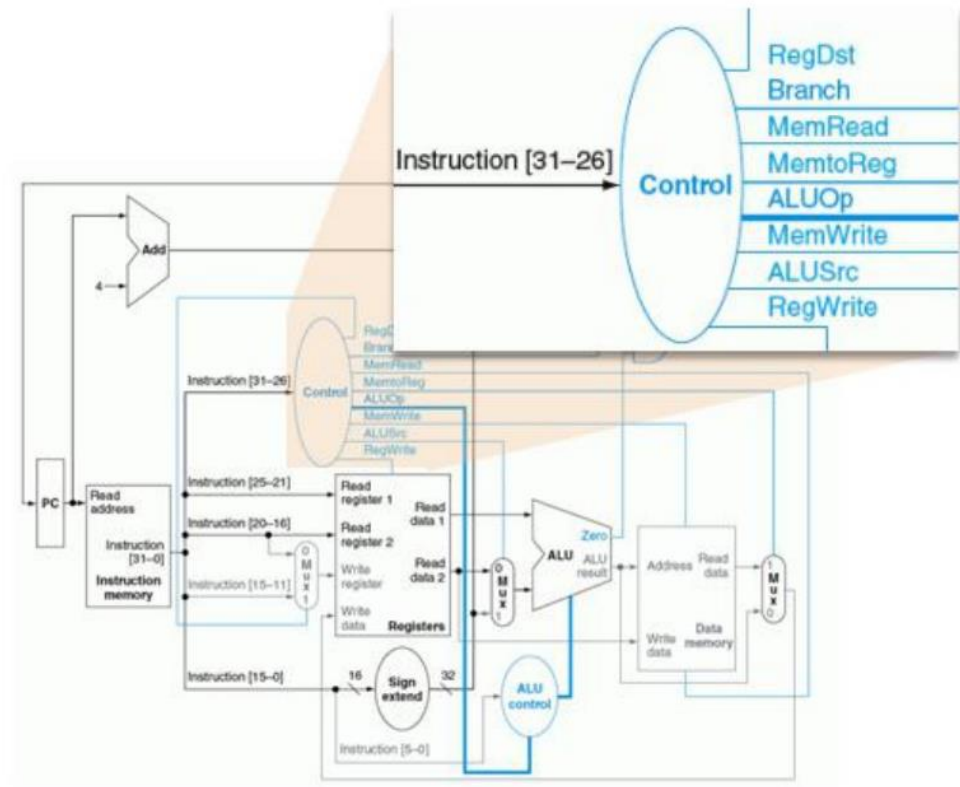 RegDst
Branch
MemRead
Instruction [31–26]
MemtoReg
Control
ALUOp
MemWrite
ALUSrc
RegWrite
Add
4
MemRead
Instruction [31–26]
MemtoReg
Control
ALUOp
MemWrite
ALUSrc
RegWrite
PC
Read
address
Instruction
[31–0]
Instruction
memory
Instruction [25–21]
Instruction [20–16]
Instruction [15–11]
0
Mux
1
Read
register 1
Read
register 2
Write
register
Write
data
Read
data 1
Read
data 2
Registers
0
Mux
1
Zero
ALU
ALU
result
Address
Read
data
Write
data
Data
memory
1
Mux
0
Instruction [15–0]
16
Sign
extend
32
ALU
control
Instruction [5–0]